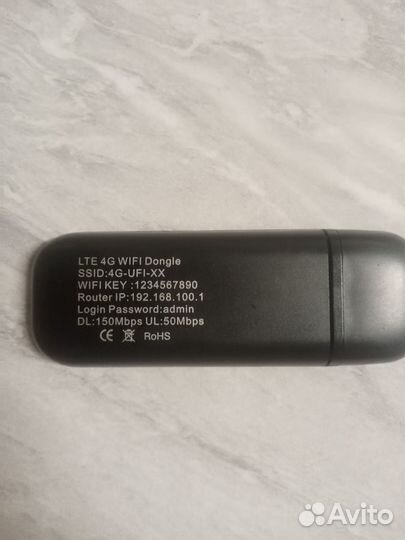 LTE 4G WIFI Dongle
SSID:4G-UFI-XX
WIFI KEY :1234567890
Router IP:192.168.100.1
Login Password:admin
DL:150Mbps UL:50Mbps
CE RoHS
Avito